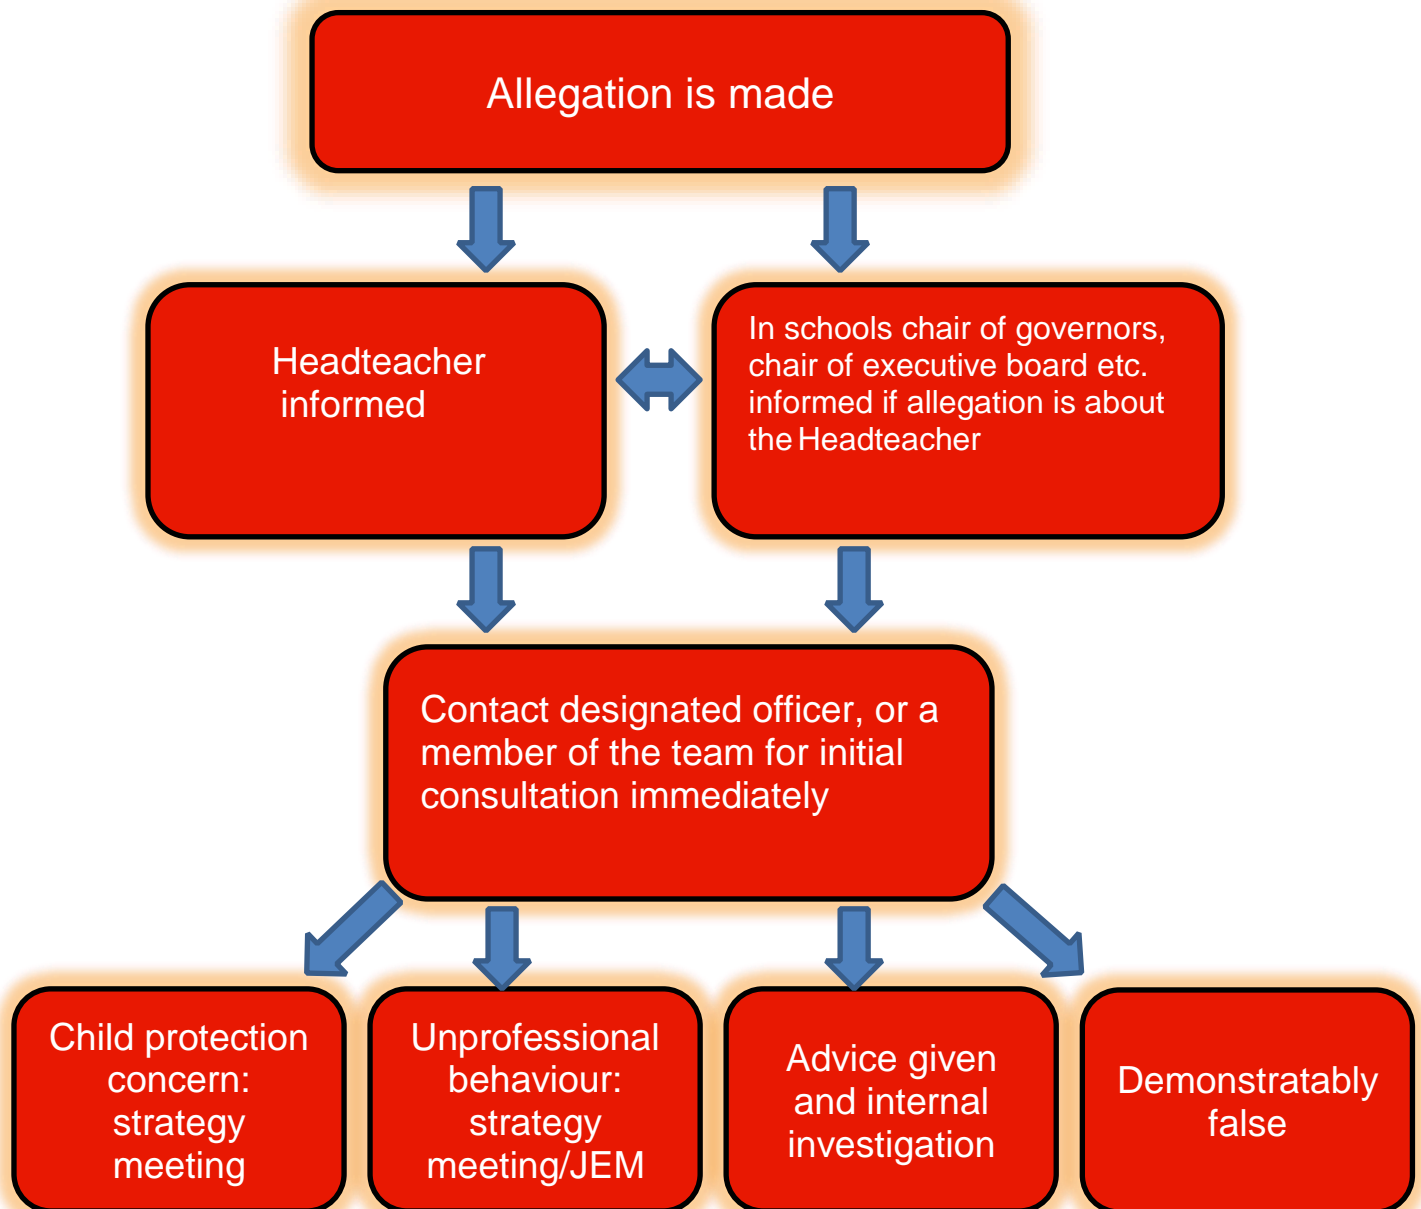 Allegation is made
Headteacher
informed
In schools chair of governors,
chair of executive board etc.
informed if allegation is about
the Headteacher
Contact designated officer, or a
member of the team for initial
consultation immediately
Child protection
concern:
strategy
meeting
Unprofessional
behaviour:
strategy
meeting/JEM
Advice given
and internal
investigation
Demonstratably
false